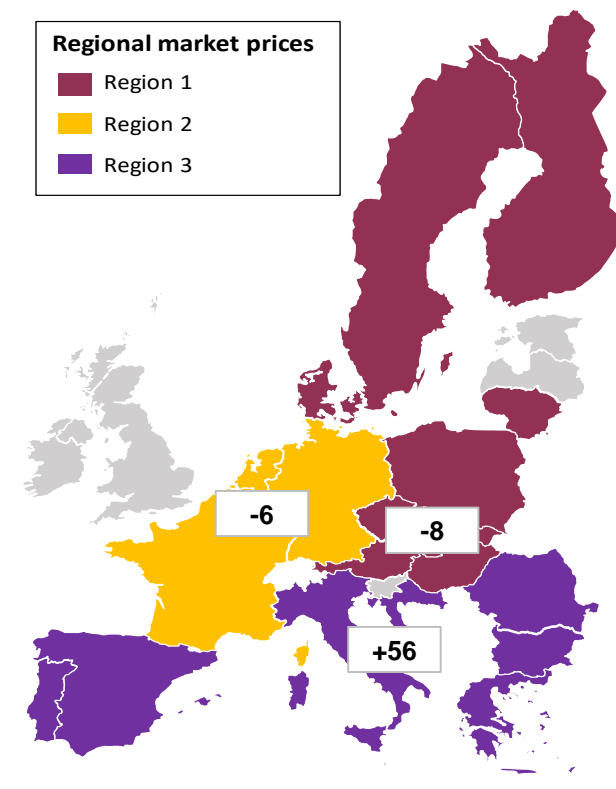 Regional market prices
Region 1
Region 2
Region 3
-6
-8
+56